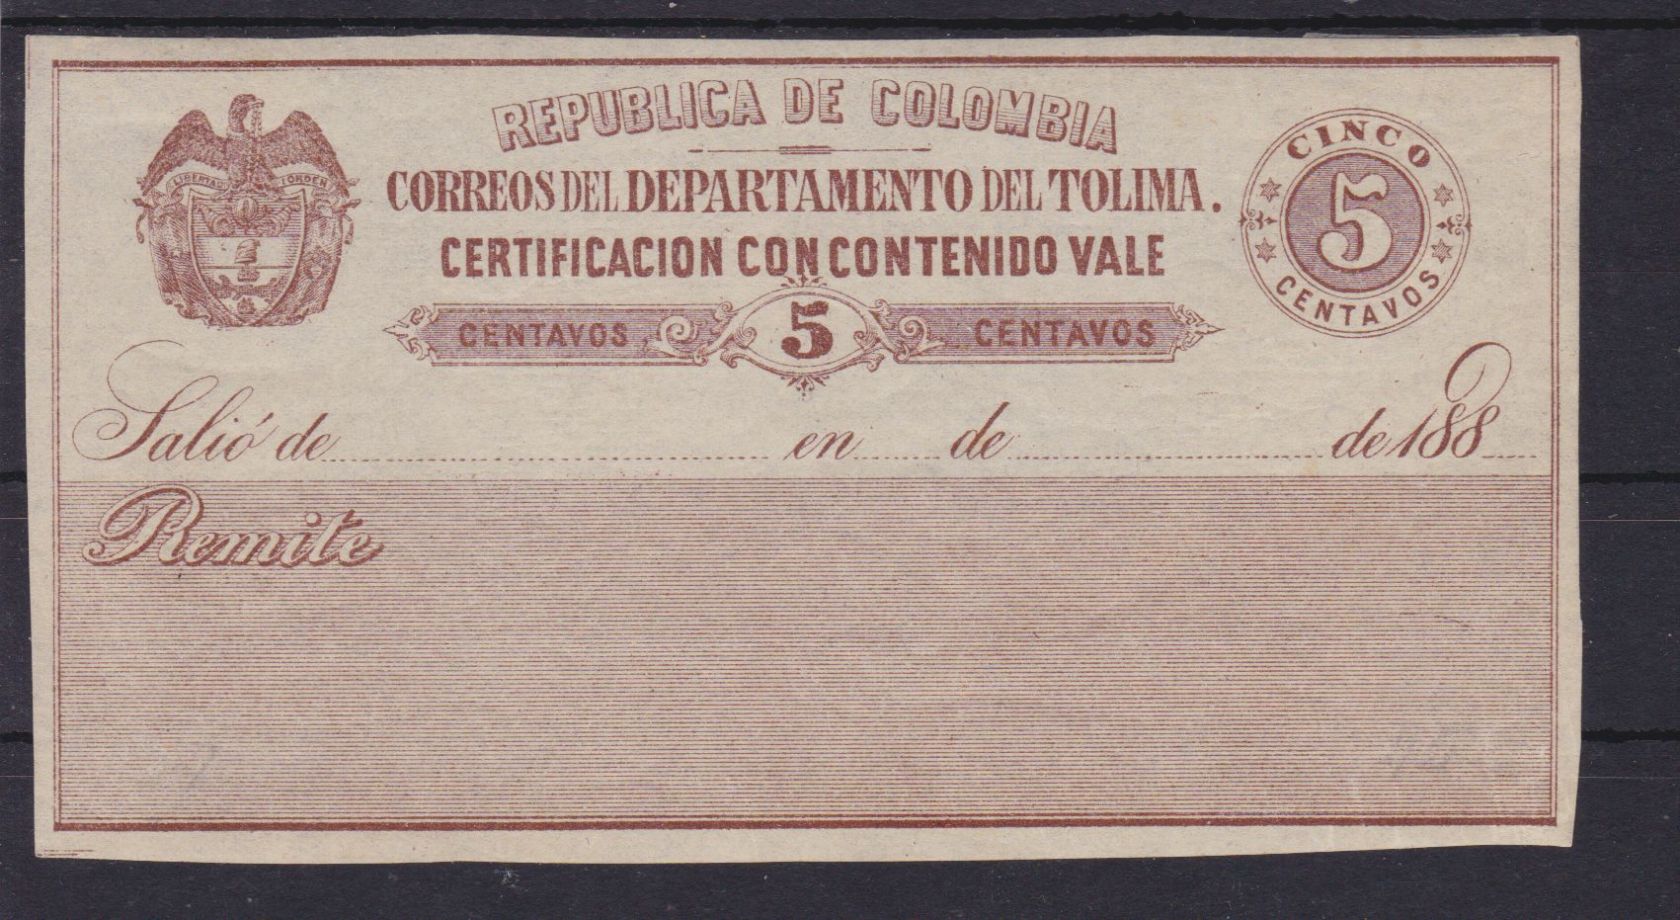 REPUBLICA DE COLOMBIA
CORREOS DEL DEPARTAMENTO DEL TOLIMA.
CERTIFICACION CON CONTENIDO VALE
CENTAVOS 5 CENTAVOS
LIBERTAD Y ORDEN
CINCO
5
CENTAVOS
Salió de en de de 188
Remite